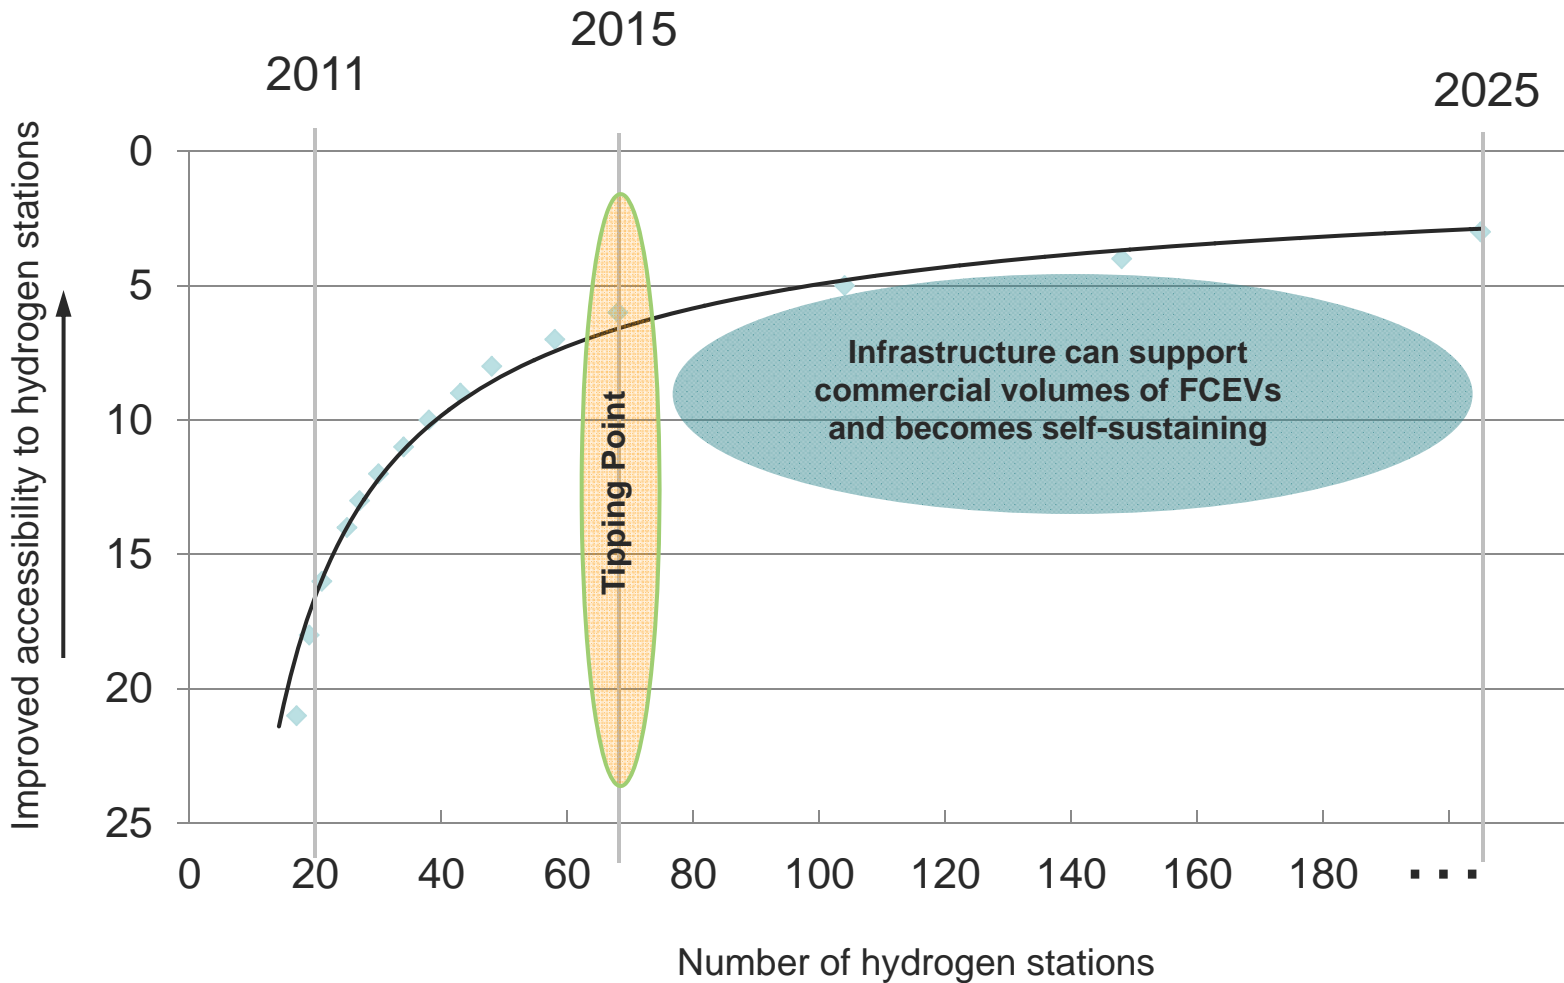 2015
2011
2025
Improved accessibility to hydrogen stations
0
5
10
15
20
25
Tipping Point
Infrastructure can support
commercial volumes of FCEVs
and becomes self-sustaining
0 20 40 60 80 100 120 140 160 180 ...
Number of hydrogen stations